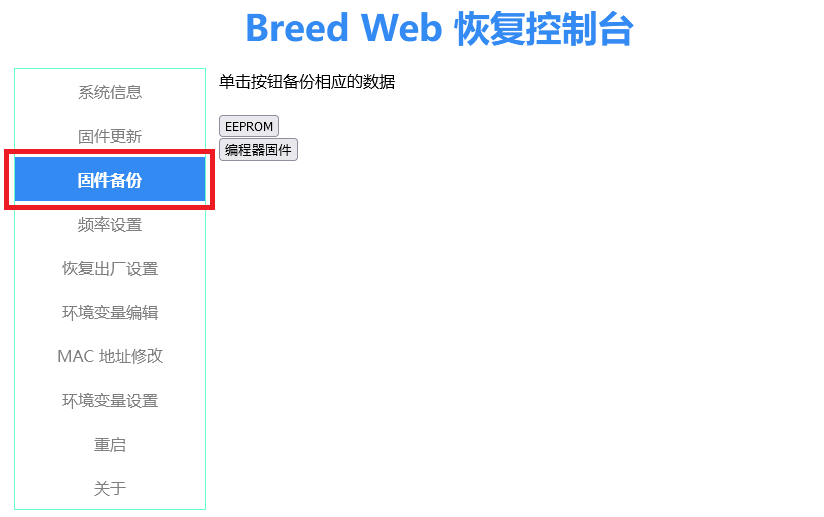 Breed Web 恢复控制台
系统信息
固件更新
固件备份
频率设置
恢复出厂设置
环境变量编辑
MAC 地址修改
环境变量设置
重启
关于
单击按钮备份相应的数据
EEPROM
编程器固件